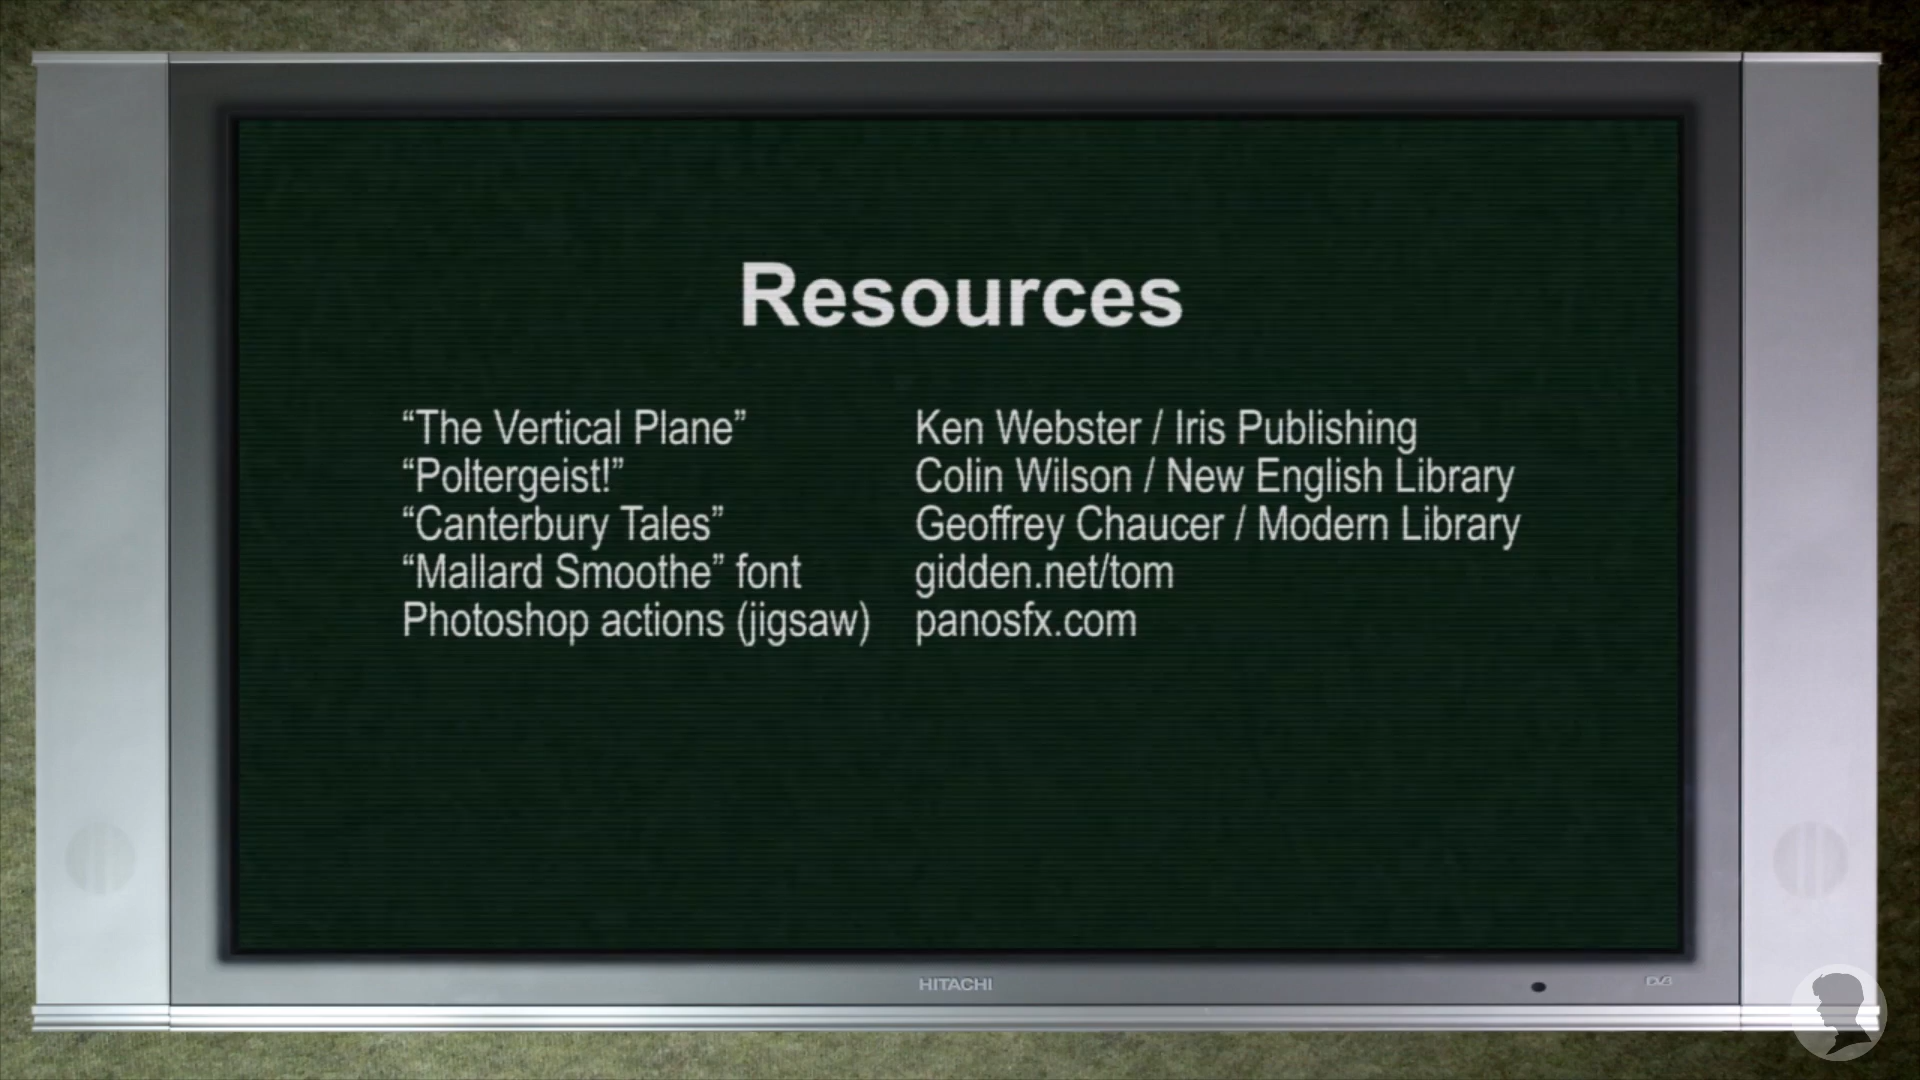 Resources
“The Vertical Plane” Ken Webster / Iris Publishing
“Poltergeist!” Colin Wilson / New English Library
“Canterbury Tales” Geoffrey Chaucer / Modern Library
“Mallard Smoothe” font gidden.net/tom
Photoshop actions (jigsaw) panosfx.com
HITACHI
DVB